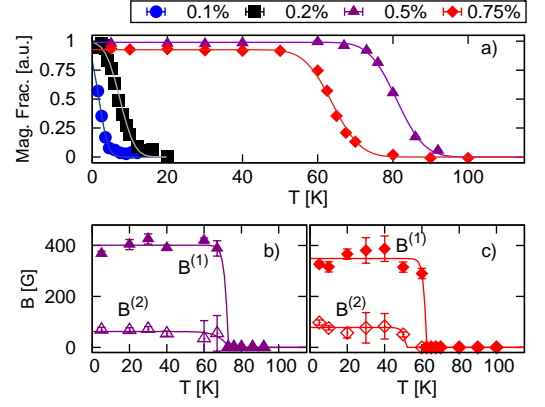 0.1% 0.2% 0.5% 0.75%
Mag. Frac. [a.u.]
1
0.75
0.5
0.25
0
a)
0 20 40 60 80 100
T [K]
B [G]
400
200
0
b)
B(1)
B(2)
0 20 40 60 80 100
T [K]
c)
B(1)
B(2)
0 20 40 60 80 100
T [K]